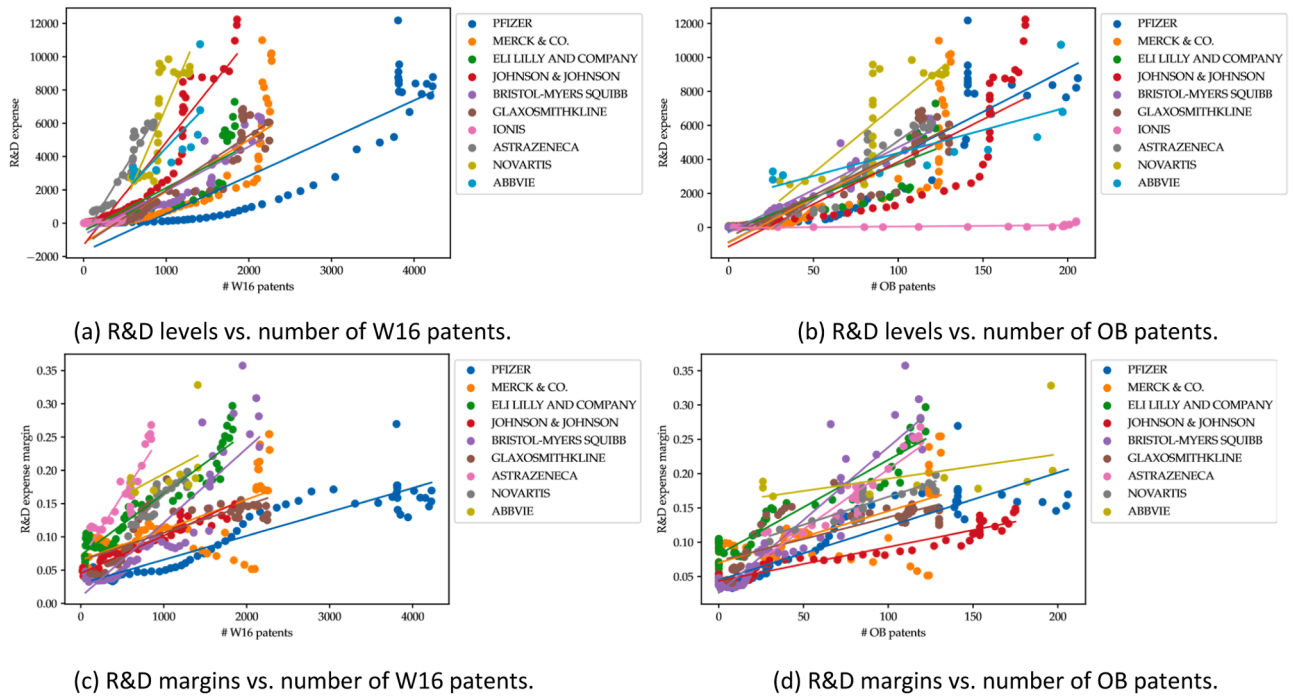 12000
10000
8000
6000
4000
2000
0
−2000
R&D expense
0 1000 2000 3000 4000
# W16 patents
PFIZER
MERCK & CO.
ELI LILLY AND COMPANY
JOHNSON & JOHNSON
BRISTOL-MYERS SQUIBB
GLAXOSMITHKLINE
IONIS
ASTRAZENECA
NOVARTIS
ABBVIE
(a) R&D levels vs. number of W16 patents.
12000
10000
8000
6000
4000
2000
0
R&D expense
0 50 100 150 200
# OB patents
PFIZER
MERCK & CO.
ELI LILLY AND COMPANY
JOHNSON & JOHNSON
BRISTOL-MYERS SQUIBB
GLAXOSMITHKLINE
IONIS
ASTRAZENECA
NOVARTIS
ABBVIE
(b) R&D levels vs. number of OB patents.
0.35
0.30
0.25
0.20
0.15
0.10
0.05
0.00
R&D expense margin
0 1000 2000 3000 4000
# W16 patents
PFIZER
MERCK & CO.
ELI LILLY AND COMPANY
JOHNSON & JOHNSON
BRISTOL-MYERS SQUIBB
GLAXOSMITHKLINE
ASTRAZENECA
NOVARTIS
ABBVIE
(c) R&D margins vs. number of W16 patents.
0.35
0.30
0.25
0.20
0.15
0.10
0.05
R&D expense margin
0 50 100 150 200
# OB patents
PFIZER
MERCK & CO.
ELI LILLY AND COMPANY
JOHNSON & JOHNSON
BRISTOL-MYERS SQUIBB
GLAXOSMITHKLINE
ASTRAZENECA
NOVARTIS
ABBVIE
(d) R&D margins vs. number of OB patents.